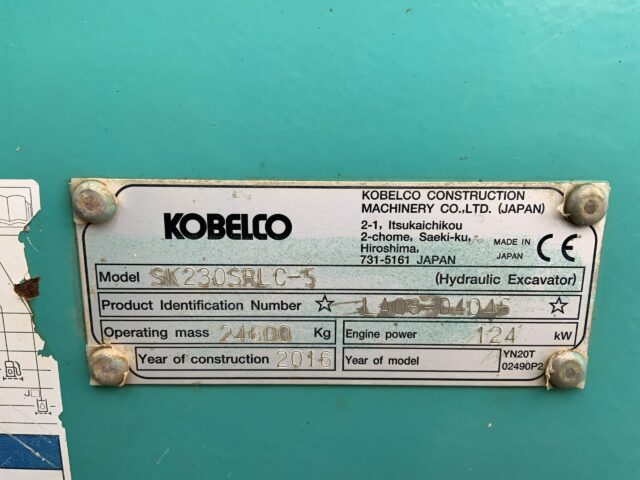 KOBELCO
KOBELCO CONSTRUCTION
MACHINERY CO.,LTD. (JAPAN)
2-1, Itsukaichikou
2-chome, Saeki-ku,
Hiroshima,
731-5161 JAPAN
MADE IN
JAPAN
CE
Model SK230SRLC-5 (Hydraulic Excavator)
Product Identification Number ☆ LA08-04046 ☆
Operating mass 24600 Kg
Engine power 124 kW
Year of construction 2016
Year of model
YN20T
02490P2